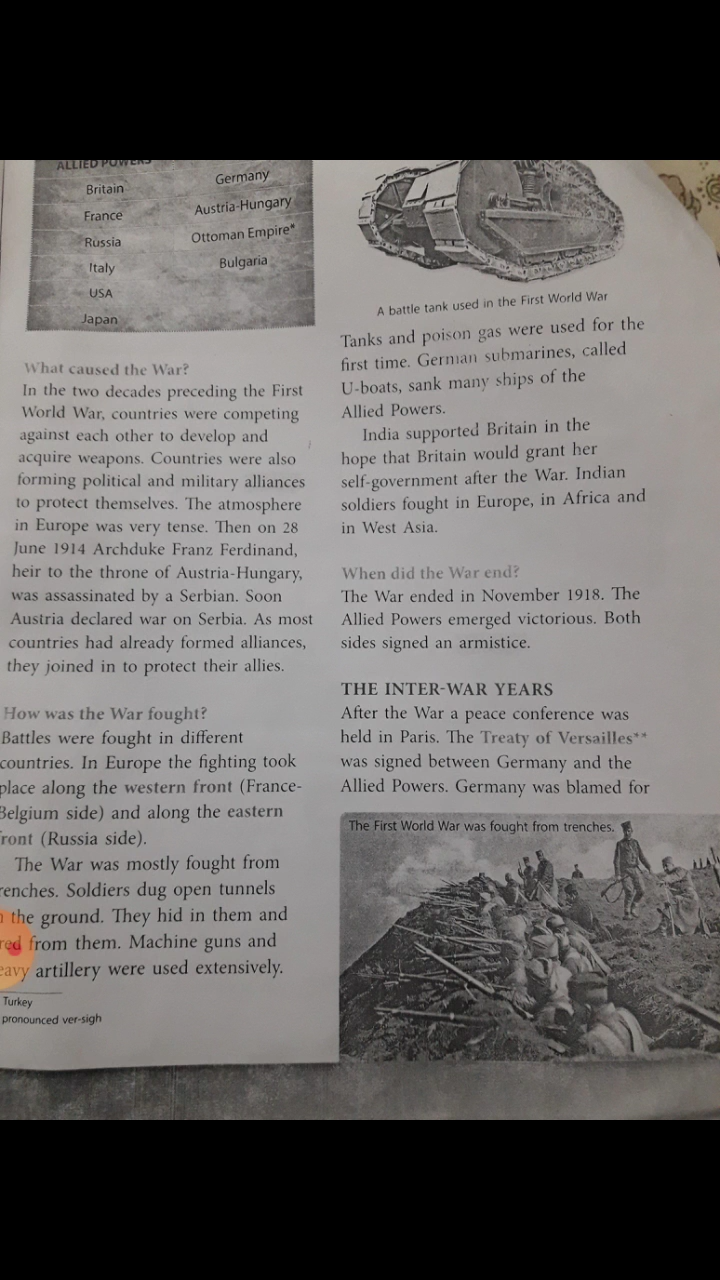 ALLIED POWERS
Britain
France
Russia
Italy
USA
Japan
Germany
Austria-Hungary
Ottoman Empire*
Bulgaria
What caused the War?
In the two decades preceding the First
World War, countries were competing
against each other to develop and
acquire weapons. Countries were also
forming political and military alliances
to protect themselves. The atmosphere
in Europe was very tense. Then on 28
June 1914 Archduke Franz Ferdinand,
heir to the throne of Austria-Hungary,
was assassinated by a Serbian. Soon
Austria declared war on Serbia. As most
countries had already formed alliances,
they joined in to protect their allies.
How was the War fought?
Battles were fought in different
countries. In Europe the fighting took
place along the western front (France-
Belgium side) and along the eastern
ront (Russia side).
The War was mostly fought from
renches. Soldiers dug open tunnels
the ground. They hid in them and
red from them. Machine guns and
eavy artillery were used extensively.
Turkey
pronounced ver-sigh
A battle tank used in the First World War
Tanks and poison gas were used for the
first time. German submarines, called
U-boats, sank many ships of the
Allied Powers.
India supported Britain in the
hope that Britain would grant her
self-government after the War. Indian
soldiers fought in Europe, in Africa and
in West Asia.
When did the War end?
The War ended in November 1918. The
Allied Powers emerged victorious. Both
sides signed an armistice.
THE INTER-WAR YEARS
After the War a peace conference was
held in Paris. The Treaty of Versailles**
was signed between Germany and the
Allied Powers. Germany was blamed for
The First World War was fought from trenches.